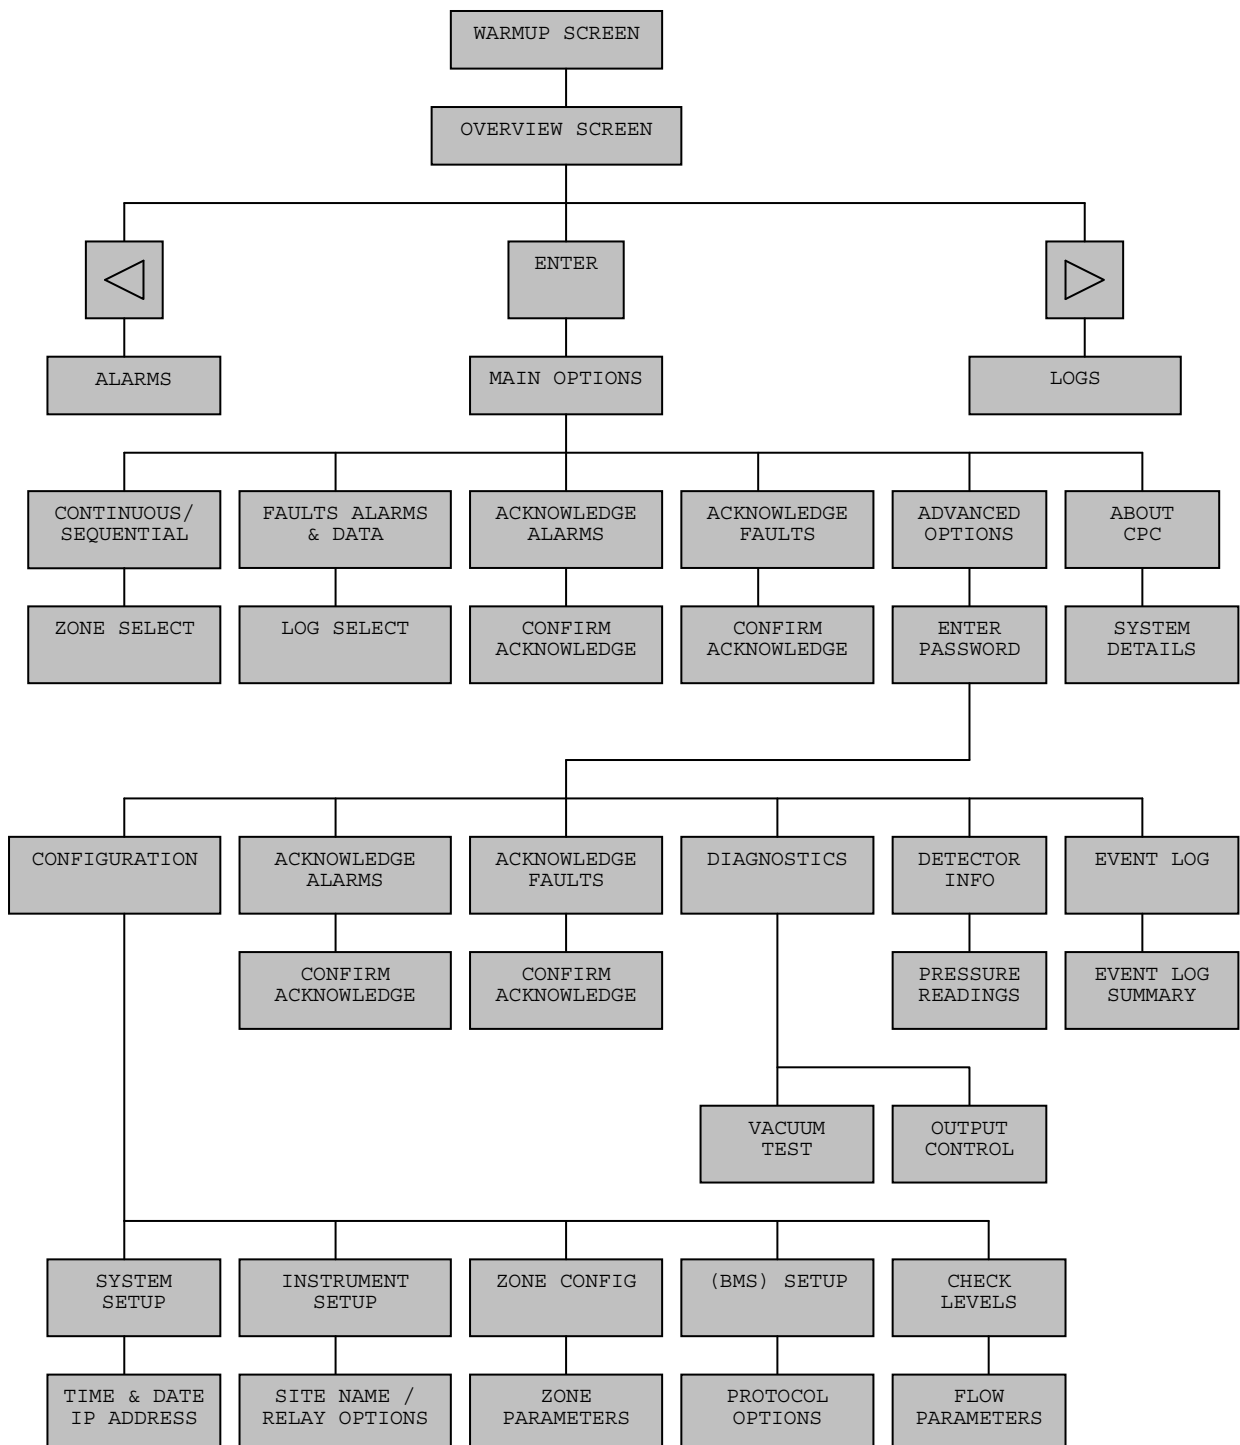 WARMUP SCREEN
OVERVIEW SCREEN
ENTER
ALARMS
MAIN OPTIONS
LOGS
CONTINUOUS/
SEQUENTIAL
FAULTS ALARMS
& DATA
ACKNOWLEDGE
ALARMS
ACKNOWLEDGE
FAULTS
ADVANCED
OPTIONS
ABOUT
CPC
ZONE SELECT
LOG SELECT
CONFIRM
ACKNOWLEDGE
CONFIRM
ACKNOWLEDGE
ENTER
PASSWORD
SYSTEM
DETAILS
CONFIGURATION
ACKNOWLEDGE
ALARMS
ACKNOWLEDGE
FAULTS
DIAGNOSTICS
DETECTOR
INFO
EVENT LOG
CONFIRM
ACKNOWLEDGE
CONFIRM
ACKNOWLEDGE
PRESSURE
READINGS
EVENT LOG
SUMMARY
VACUUM
TEST
OUTPUT
CONTROL
SYSTEM
SETUP
INSTRUMENT
SETUP
ZONE CONFIG
(BMS) SETUP
CHECK
LEVELS
TIME & DATE
IP ADDRESS
SITE NAME /
RELAY OPTIONS
ZONE
PARAMETERS
PROTOCOL
OPTIONS
FLOW
PARAMETERS